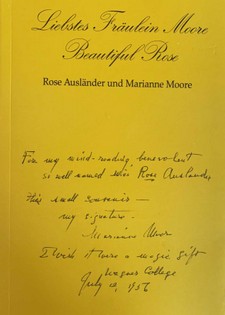 Liebstes Fräulein Moore
Beautiful Rose
Rose Ausländer und Marianne Moore
For my mind-reading benevolent
so well named Miss Rose Auslander,
this small souvenir —
my signature.
Marianne Moore
I wish it were a magic gift
Wagner College
July 10, 1956